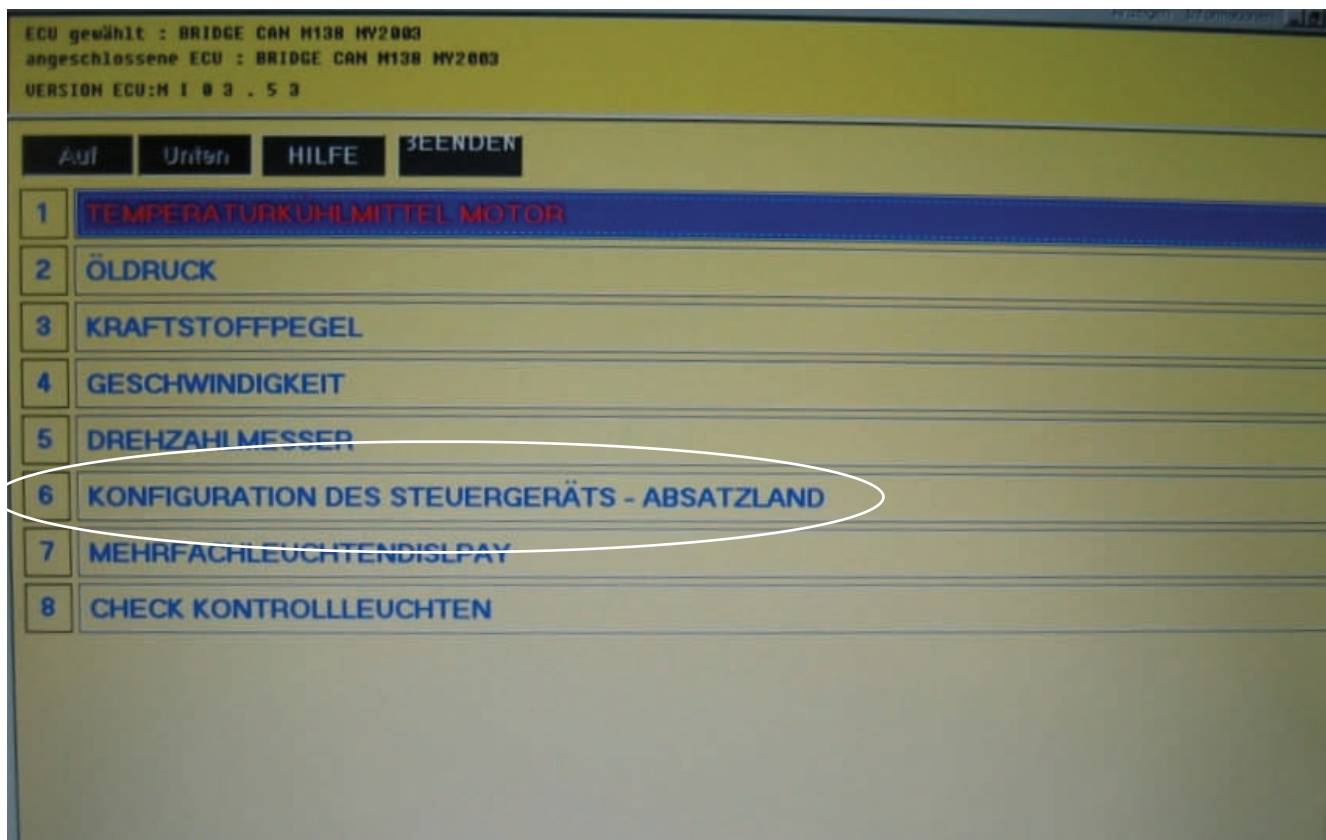 ECU gewählt : BRIDGE CAN M138 MY2003
angeschlossene ECU : BRIDGE CAN M138 MY2003
VERSION ECU:M I 0 3 . 5 3
Auf Unten HILFE BEENDEN
1 TEMPERATURKÜHLMITTEL MOTOR
2 ÖLDRUCK
3 KRAFTSTOFFPEGEL
4 GESCHWINDIGKEIT
5 DREHZAHLMESSER
6 KONFIGURATION DES STEUERGERÄTS - ABSATZLAND
7 MEHRFACHLEUCHTENDISLPAY
8 CHECK KONTROLLLEUCHTEN